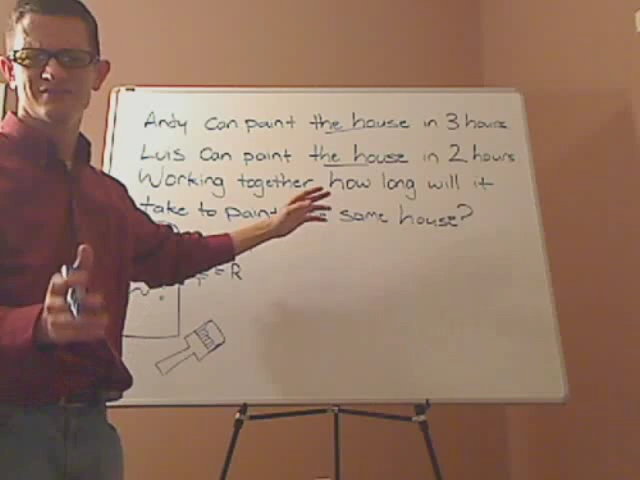 Andy can paint the house in 3 hours
Luis can paint the house in 2 hours
Working together how long will it
take to paint same house?
= R